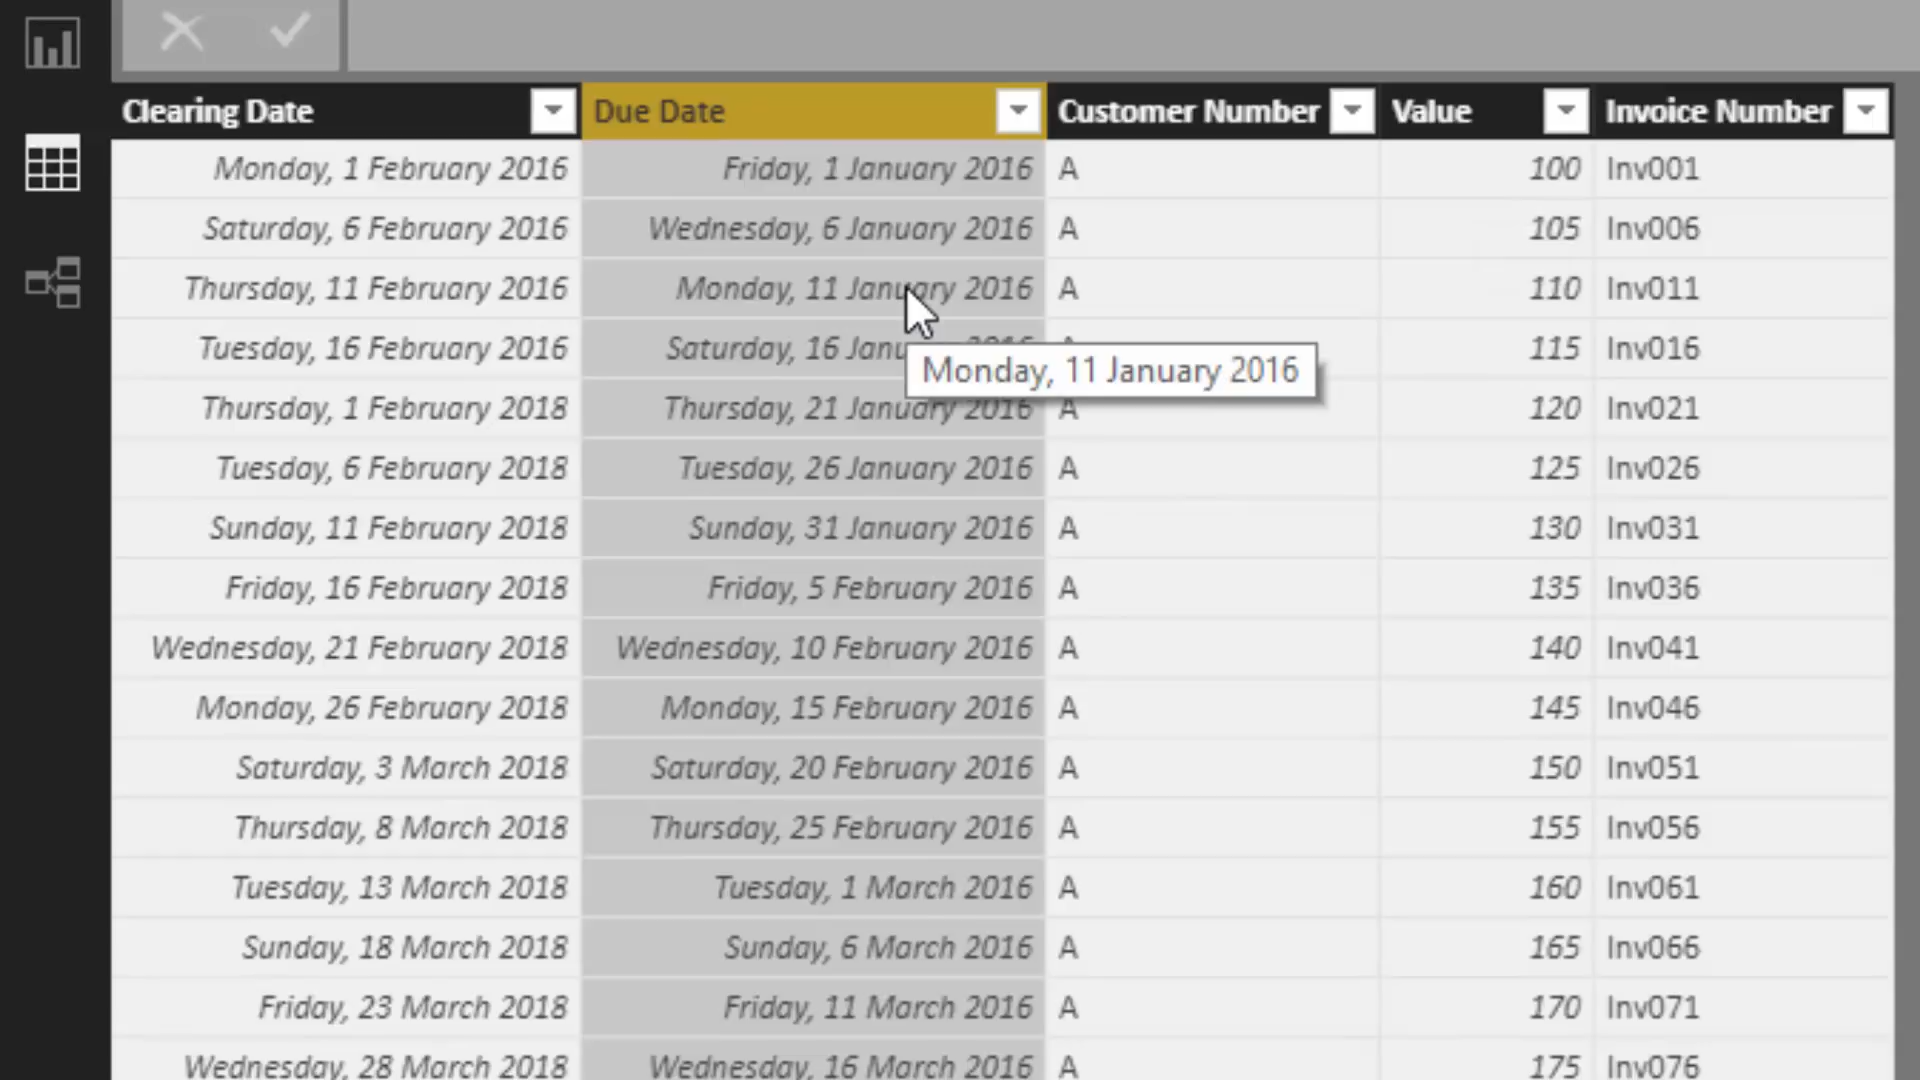 Clearing Date Due Date Customer Number Value Invoice Number
Monday, 1 February 2016 Friday, 1 January 2016 A 100 Inv001
Saturday, 6 February 2016 Wednesday, 6 January 2016 A 105 Inv006
Thursday, 11 February 2016 Monday, 11 January 2016 A 110 Inv011
Tuesday, 16 February 2016 Saturday, 16 115 Inv016
Monday, 11 January 2016
Thursday, 1 February 2018 Thursday, 21 January 2016 A 120 Inv021
Tuesday, 6 February 2018 Tuesday, 26 January 2016 A 125 Inv026
Sunday, 11 February 2018 Sunday, 31 January 2016 A 130 Inv031
Friday, 16 February 2018 Friday, 5 February 2016 A 135 Inv036
Wednesday, 21 February 2018 Wednesday, 10 February 2016 A 140 Inv041
Monday, 26 February 2018 Monday, 15 February 2016 A 145 Inv046
Saturday, 3 March 2018 Saturday, 20 February 2016 A 150 Inv051
Thursday, 8 March 2018 Thursday, 25 February 2016 A 155 Inv056
Tuesday, 13 March 2018 Tuesday, 1 March 2016 A 160 Inv061
Sunday, 18 March 2018 Sunday, 6 March 2016 A 165 Inv066
Friday, 23 March 2018 Friday, 11 March 2016 A 170 Inv071
Wednesday, 28 March 2018 Wednesday, 16 March 2016 A 175 Inv076